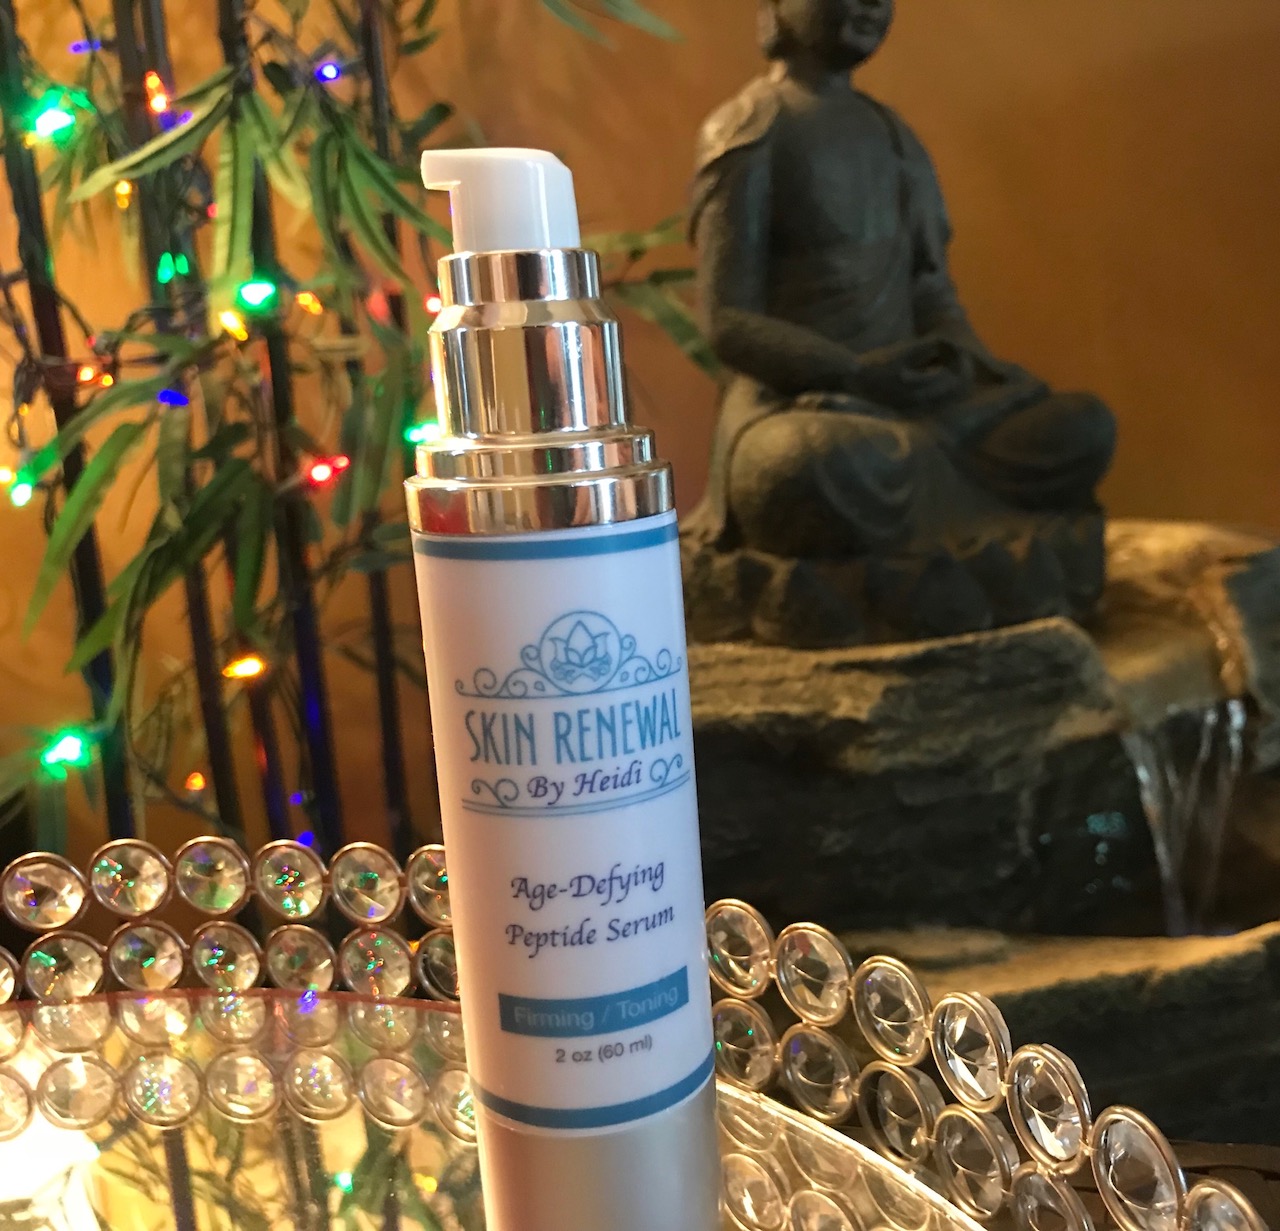 SKIN RENEWAL
By Heidi
Age-Defying
Peptide Serum
Firming / Toning
2 oz (60 ml)